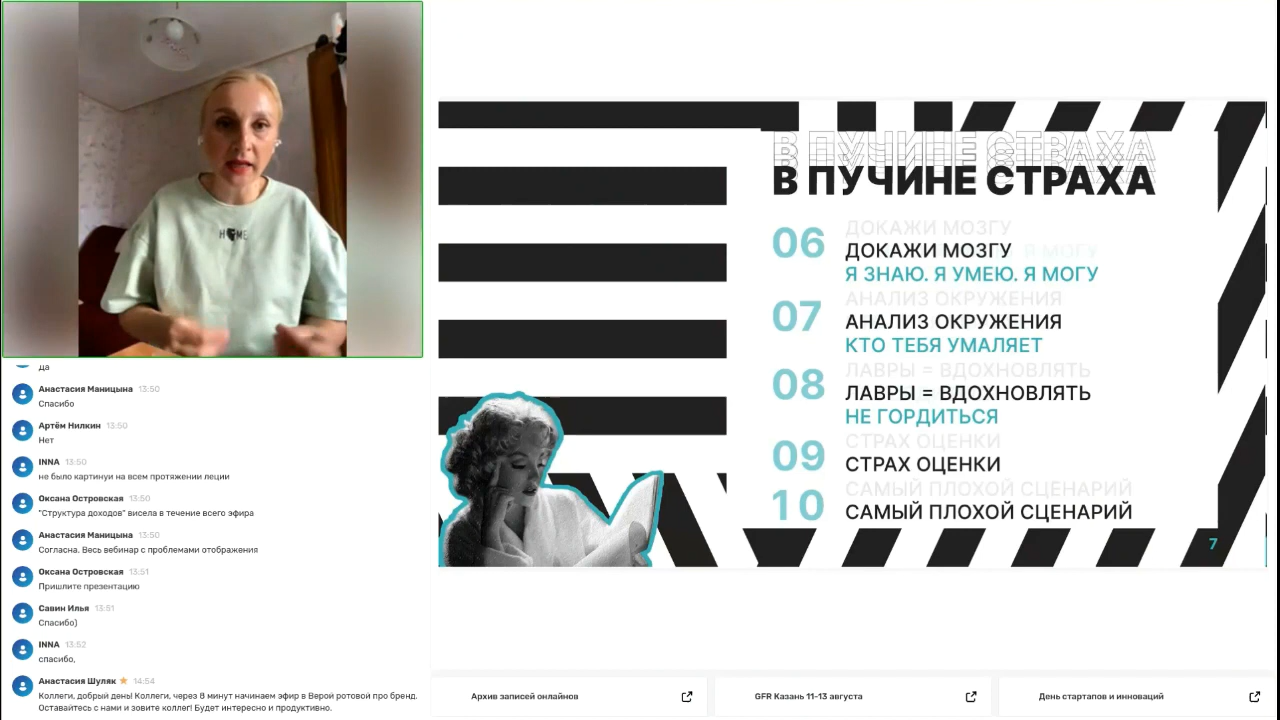 H ME
Да
Анастасия Маницына 13:50
Спасибо
Артём Нилкин 13:50
Нет
INNA 13:50
не было картинуи на всем протяжении леции
Оксана Островская 13:50
"Структура доходов" висела в течение всего эфира
Анастасия Маницына 13:50
Согласна. Весь вебинар с проблемами отображения
Оксана Островская 13:51
Пришлите презентацию
Савин Илья 13:51
Спасибо)
INNA 13:52
спасибо,
Анастасия Шуляк 14:54
Коллеги, добрый день! Коллеги, через 8 минут начинаем эфир в Верой ротовой про бренд.
Оставайтесь с нами и зовите коллег! Будет интересно и продуктивно.
В ПУЧИНЕ СТРАХА
В ПУЧИНЕ СТРАХА
06
ДОКАЖИ МОЗГУ
ДОКАЖИ МОЗГУ
Я ЗНАЮ. Я УМЕЮ. Я МОГУ
07
АНАЛИЗ ОКРУЖЕНИЯ
АНАЛИЗ ОКРУЖЕНИЯ
КТО ТЕБЯ УМАЛЯЕТ
08
ЛАВРЫ = ВДОХНОВЛЯТЬ
ЛАВРЫ = ВДОХНОВЛЯТЬ
НЕ ГОРДИТЬСЯ
09
СТРАХ ОЦЕНКИ
СТРАХ ОЦЕНКИ
10
САМЫЙ ПЛОХОЙ СЦЕНАРИЙ
САМЫЙ ПЛОХОЙ СЦЕНАРИЙ
7
Архив записей онлайнов
GFR Казань 11-13 августа
День стартапов и инноваций